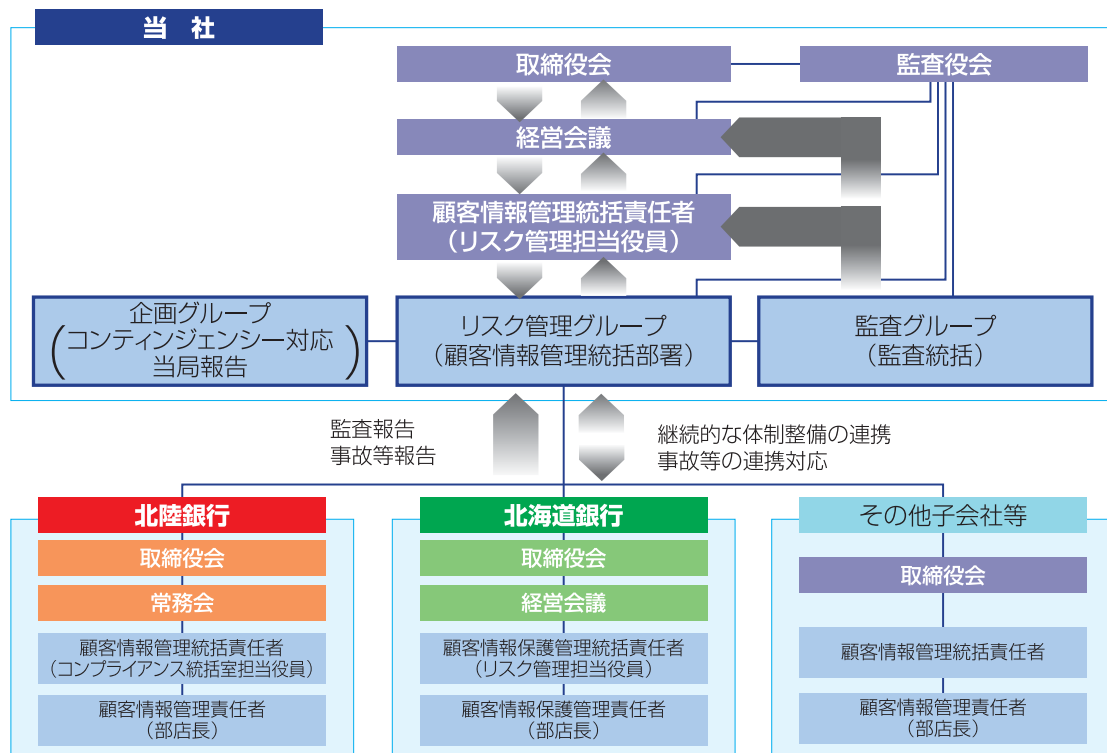 当 社
取締役会
監査役会
経営会議
顧客情報管理統括責任者
（リスク管理担当役員）
企画グループ
（コンティンジェンシー対応
当局報告）
リスク管理グループ
（顧客情報管理統括部署）
監査グループ
（監査統括）
監査報告
事故等報告
継続的な体制整備の連携
事故等の連携対応
北陸銀行
取締役会
常務会
顧客情報管理統括責任者
（コンプライアンス統括室担当役員）
顧客情報管理責任者
（部店長）
北海道銀行
取締役会
経営会議
顧客情報保護管理統括責任者
（リスク管理担当役員）
顧客情報保護管理責任者
（部店長）
その他子会社等
取締役会
顧客情報管理統括責任者
顧客情報管理責任者
（部店長）